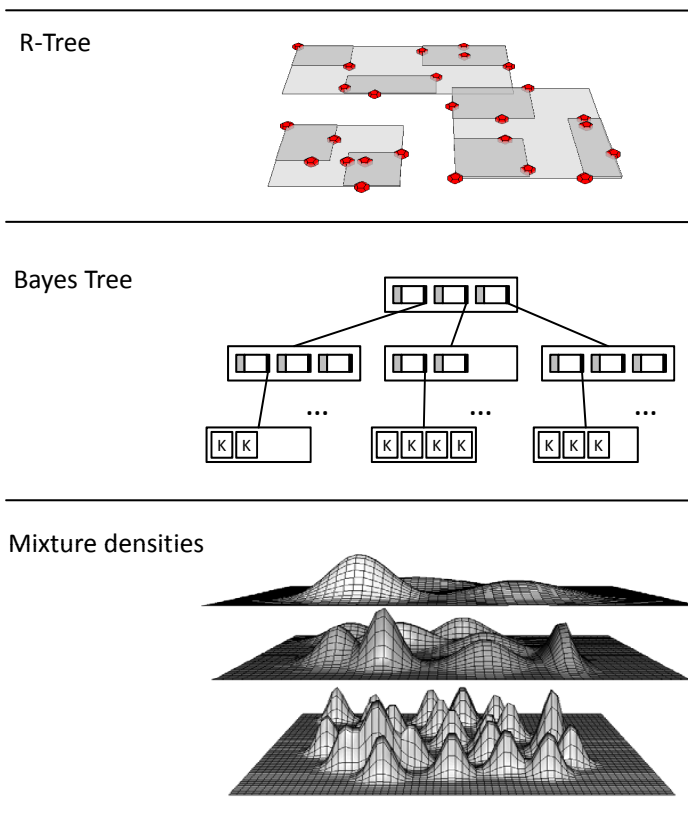 R-Tree
Bayes Tree
... ... ...
K K K K K K K K K
Mixture densities